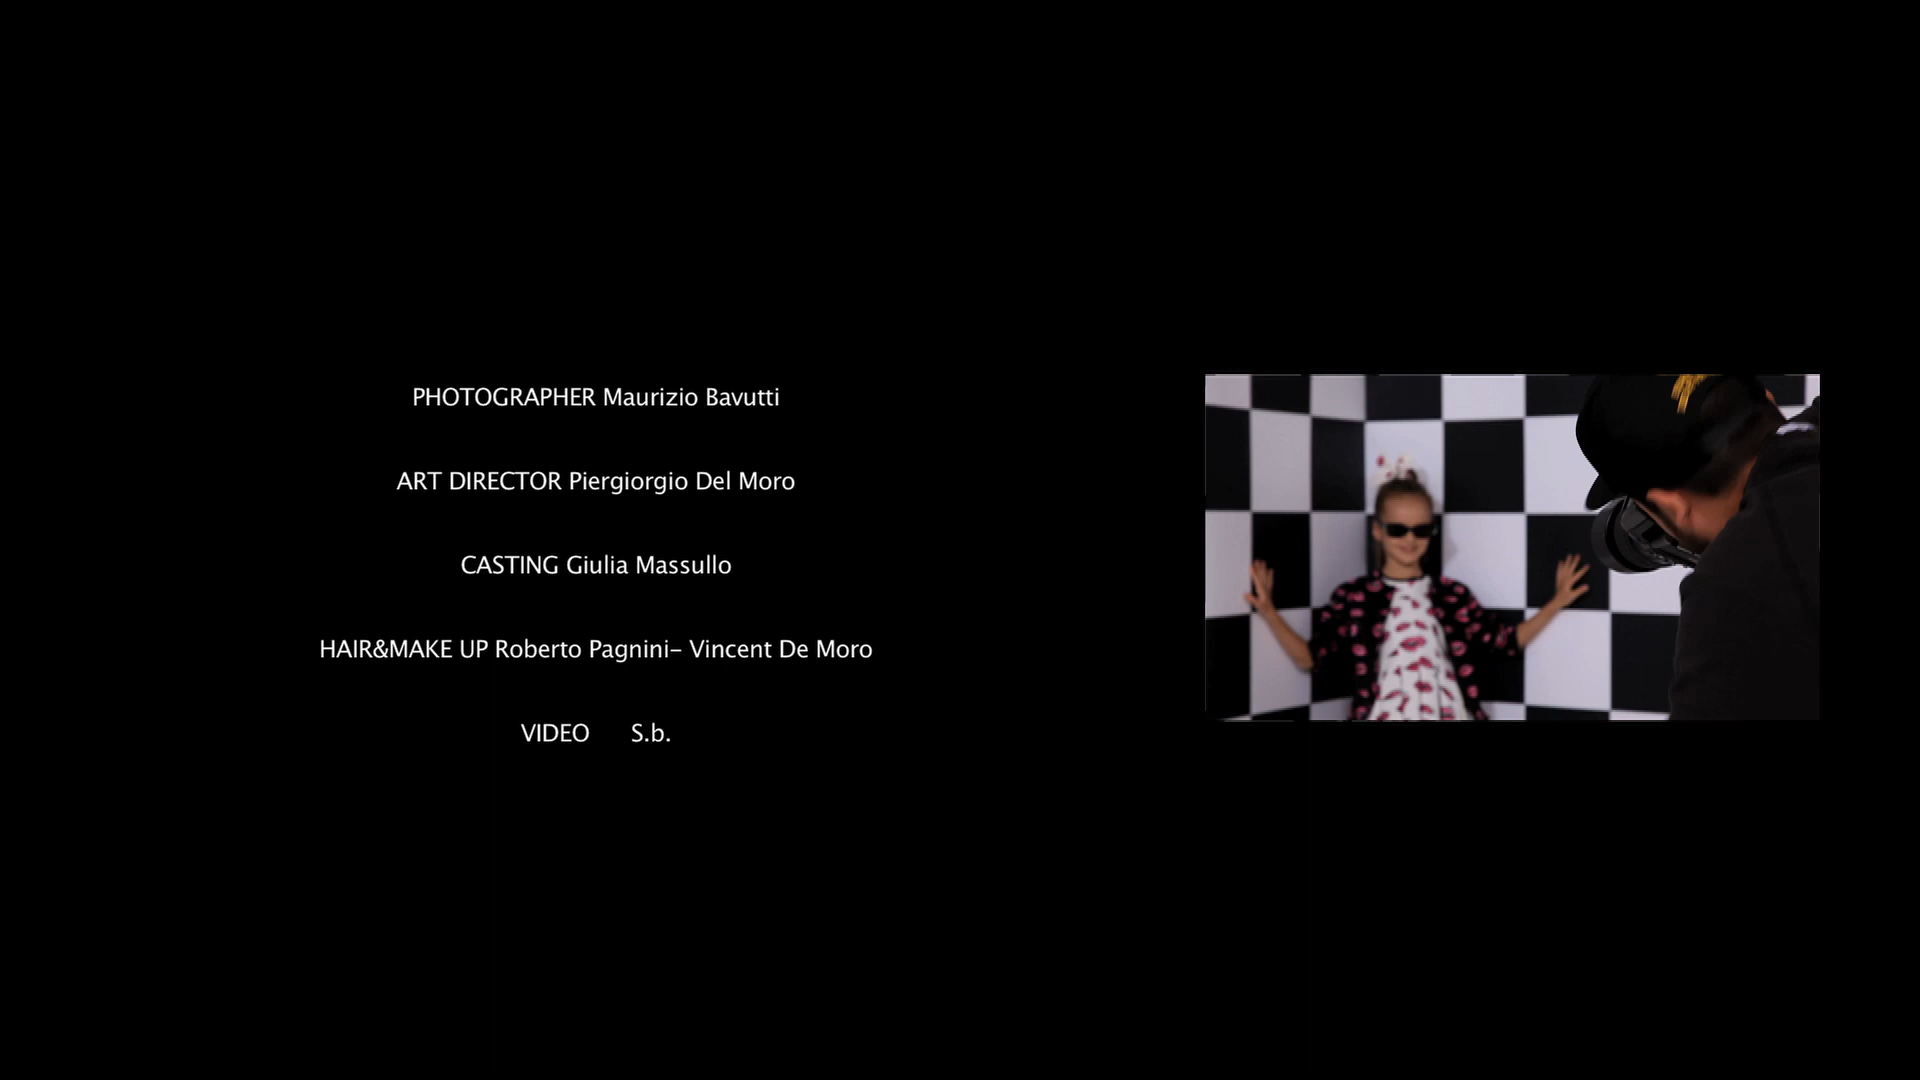 PHOTOGRAPHER Maurizio Bavutti
ART DIRECTOR Piergiorgio Del Moro
CASTING Giulia Massullo
HAIR&MAKE UP Roberto Pagnini- Vincent De Moro
VIDEO S.b.